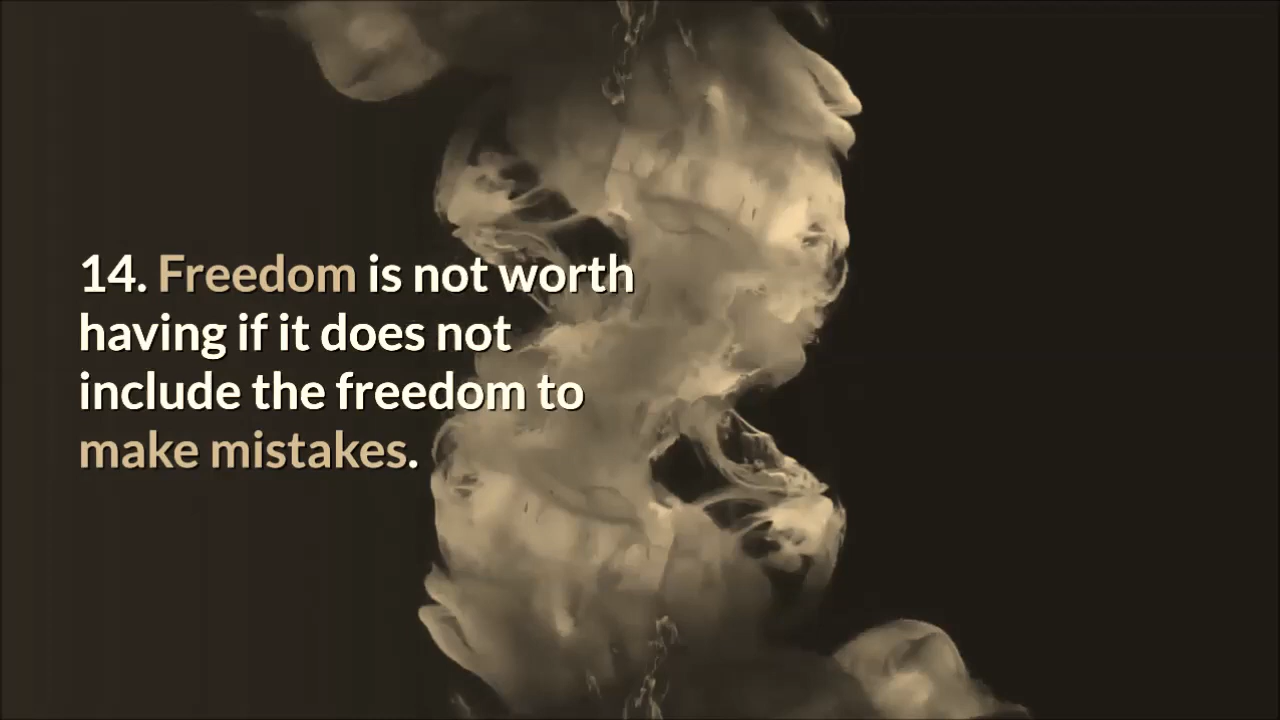 14. Freedom is not worth
having if it does not
include the freedom to
make mistakes.